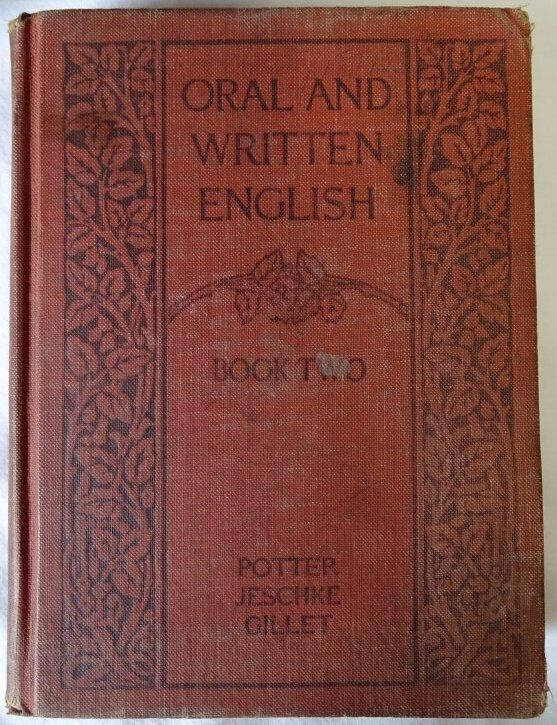 ORAL AND
WRITTEN
ENGLISH
BOOK TWO
POTTER
JESCHKE
GILLET